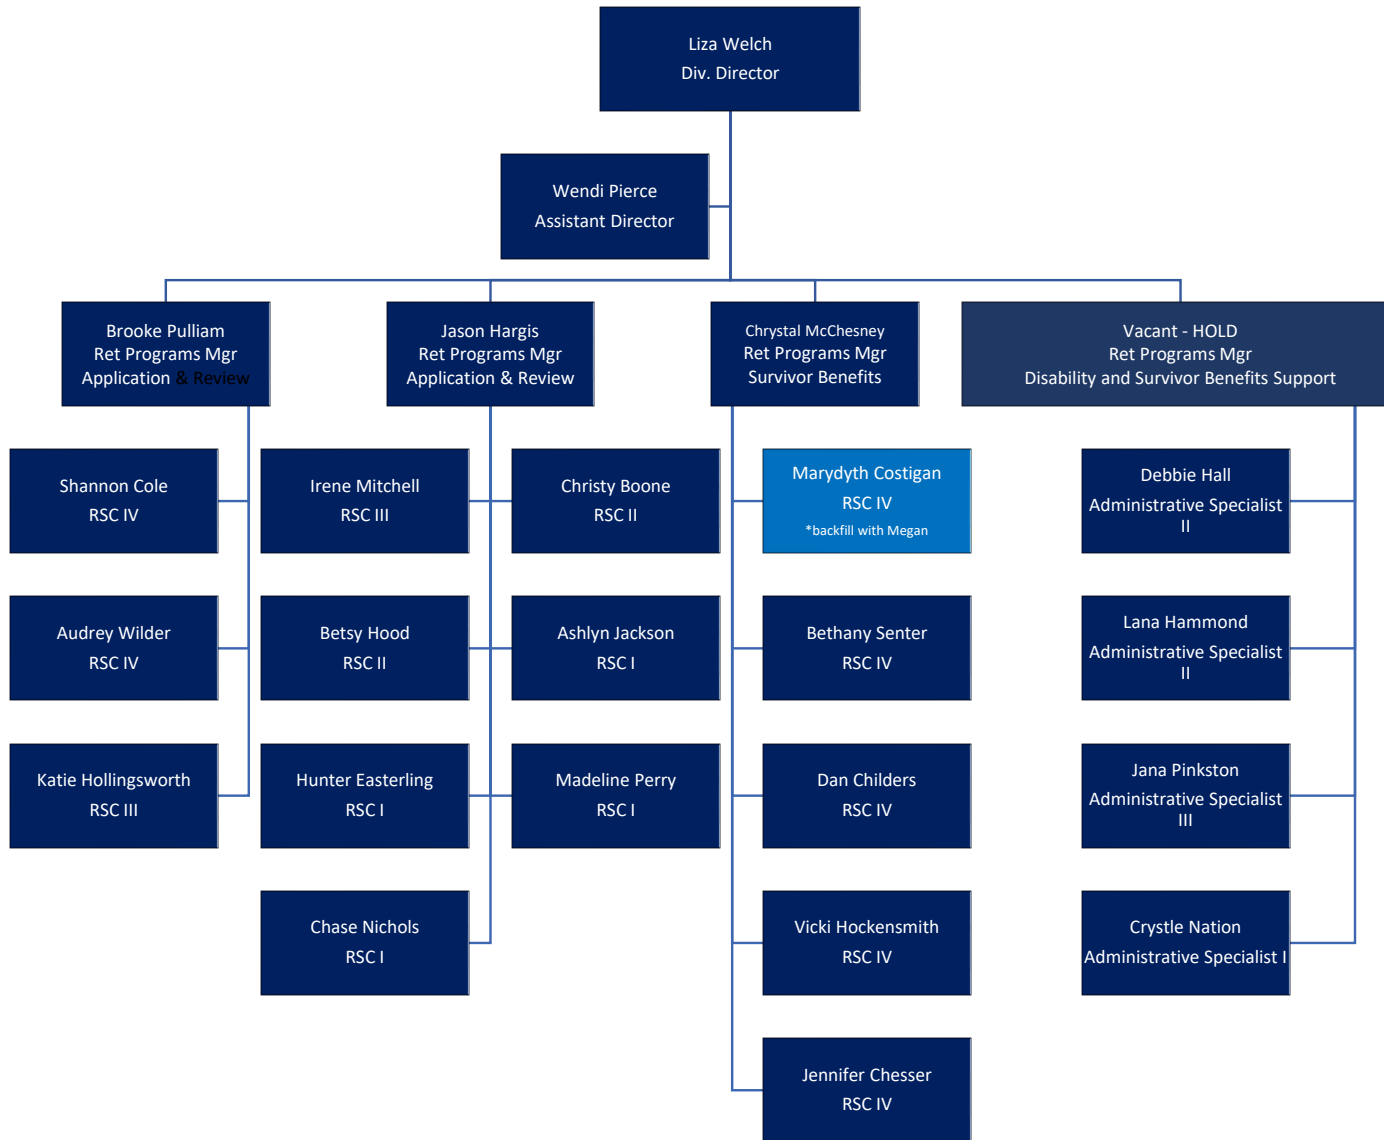 Liza Welch
Div. Director
Wendi Pierce
Assistant Director
Brooke Pulliam
Ret Programs Mgr
Application & Review
Jason Hargis
Ret Programs Mgr
Application & Review
Chrystal McChesney
Ret Programs Mgr
Survivor Benefits
Vacant - HOLD
Ret Programs Mgr
Disability and Survivor Benefits Support
Shannon Cole
RSC IV
Audrey Wilder
RSC IV
Katie Hollingsworth
RSC III
Irene Mitchell
RSC III
Betsy Hood
RSC II
Hunter Easterling
RSC I
Chase Nichols
RSC I
Christy Boone
RSC II
Ashlyn Jackson
RSC I
Madeline Perry
RSC I
Marydyth Costigan
RSC IV
*backfill with Megan
Bethany Senter
RSC IV
Dan Childers
RSC IV
Vicki Hockensmith
RSC IV
Jennifer Chesser
RSC IV
Debbie Hall
Administrative Specialist
II
Lana Hammond
Administrative Specialist
II
Jana Pinkston
Administrative Specialist
III
Crystle Nation
Administrative Specialist I